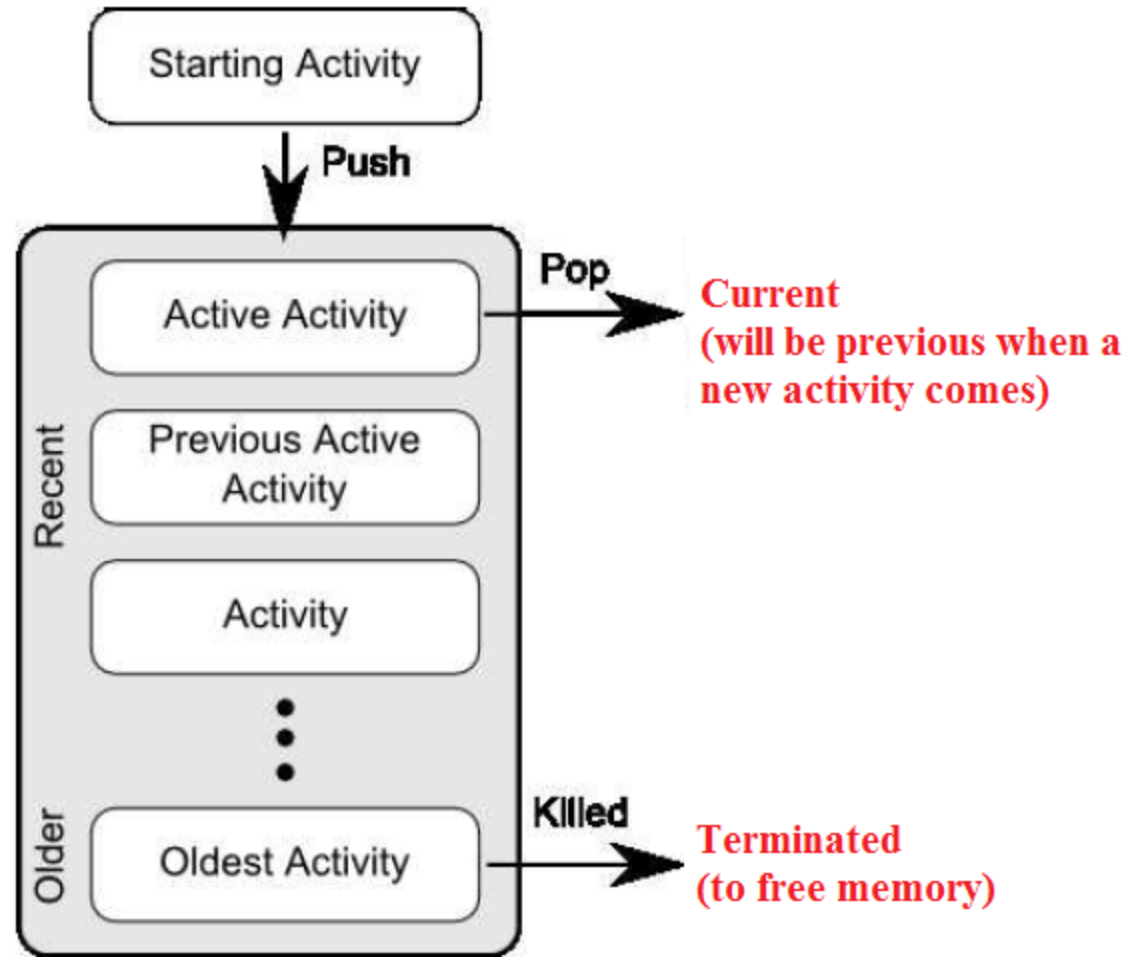 Starting Activity
Push
Active Activity
Pop
Current
(will be previous when a
new activity comes)
Recent
Previous Active
Activity
Activity
Older
Oldest Activity
Killed
Terminated
(to free memory)